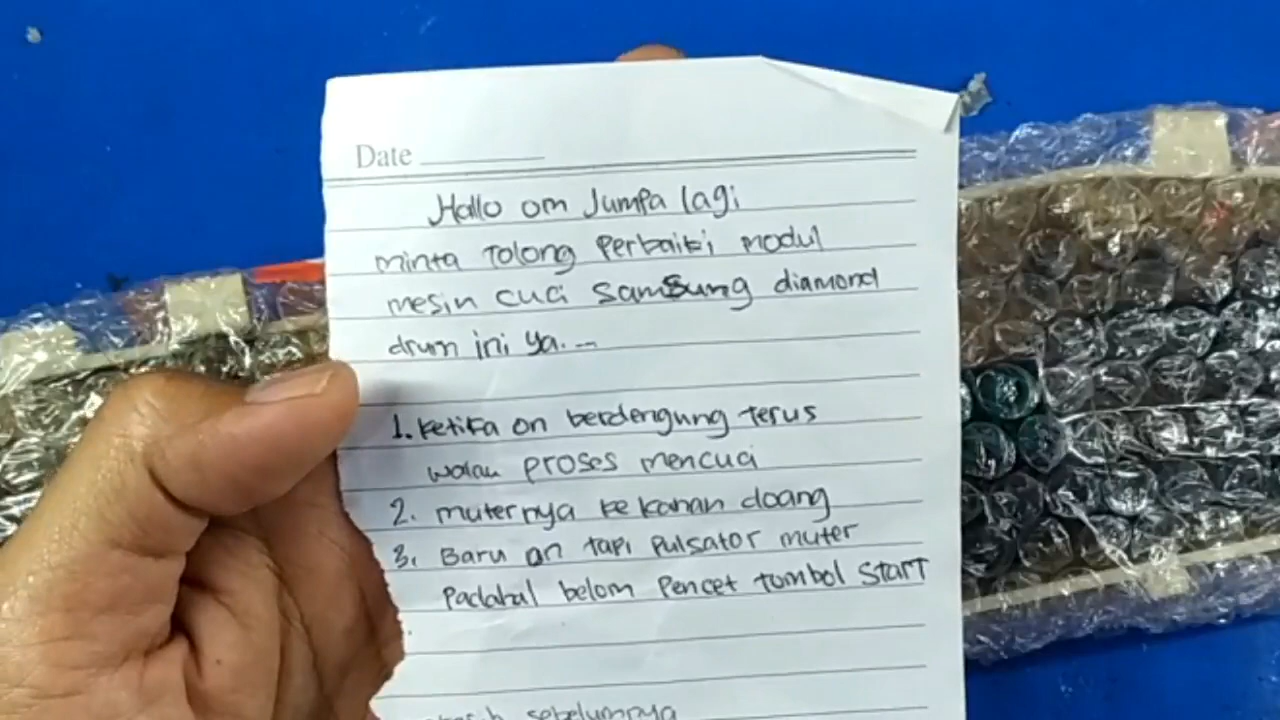 Date
Hallo om Jumpa lagi
minta Tolong Perbaiki modul
mesin cuci samsung diamond
drum ini ya...
1. Ketika on berdengung Terus
walau proses mencuci
2. muternya ke kanan doang
3. Baru on tapi Pulsator muter
Padahal belom Pencet tombol START
sebelumnya